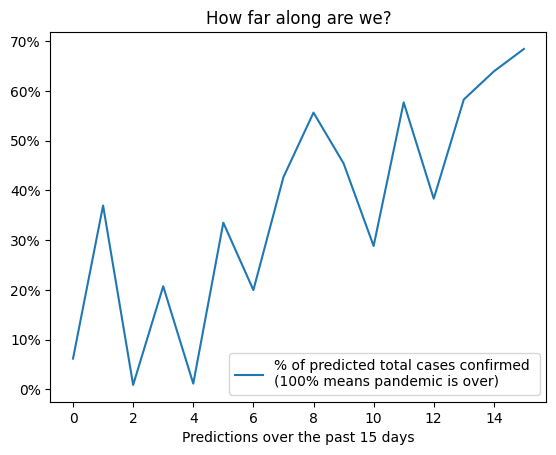 How far along are we?
70%
60%
50%
40%
30%
20%
10%
0%
% of predicted total cases confirmed
(100% means pandemic is over)
0 2 4 6 8 10 12 14
Predictions over the past 15 days